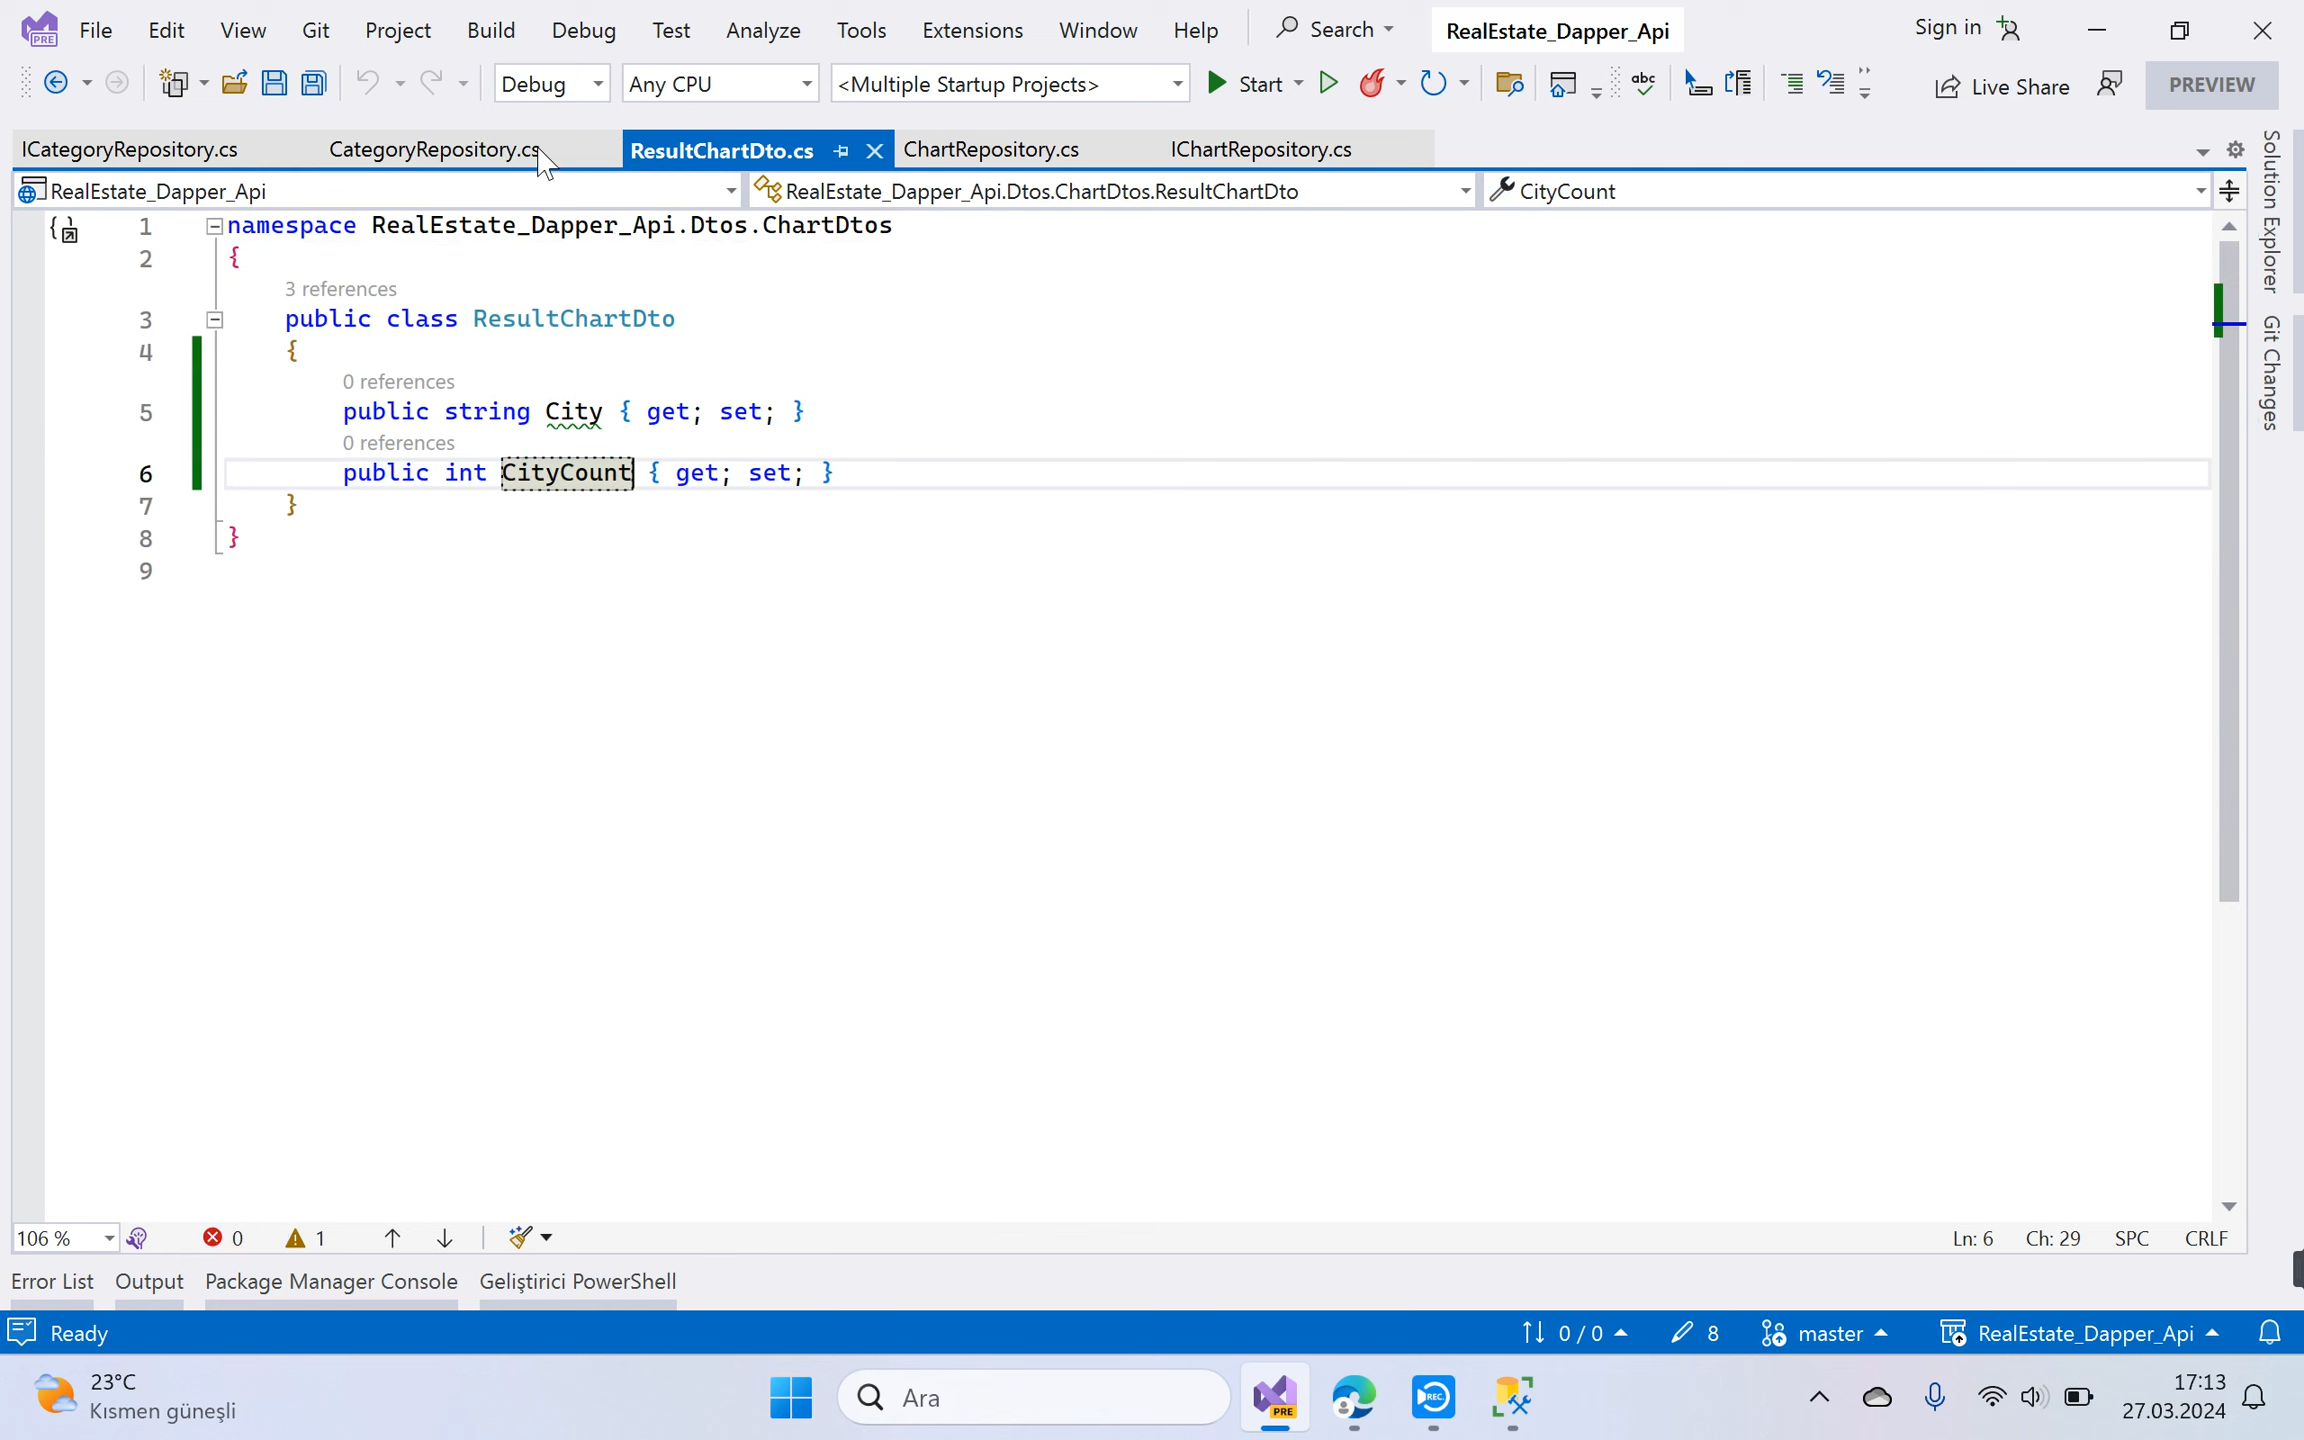 File Edit View Git Project Build Debug Test Analyze Tools Extensions Window Help Search RealEstate_Dapper_Api Sign in
PRE
Debug Any CPU <Multiple Startup Projects> Start abc Live Share PREVIEW
ICategoryRepository.cs CategoryRepository.cs ResultChartDto.cs ChartRepository.cs IChartRepository.cs
RealEstate_Dapper_Api RealEstate_Dapper_Api.Dtos.ChartDtos.ResultChartDto CityCount
1 namespace RealEstate_Dapper_Api.Dtos.ChartDtos
2 {
3 references
3 public class ResultChartDto
4 {
0 references
5 public string City { get; set; }
0 references
6 public int CityCount { get; set; }
7 }
8 }
9
Solution Explorer
Git Changes
106 % 0 1 Ln: 6 Ch: 29 SPC CRLF
Error List Output Package Manager Console Geliştirici PowerShell
Ready 0 / 0 8 master RealEstate_Dapper_Api
23°C
Kısmen güneşli
Ara
PRE
REC
17:13
27.03.2024